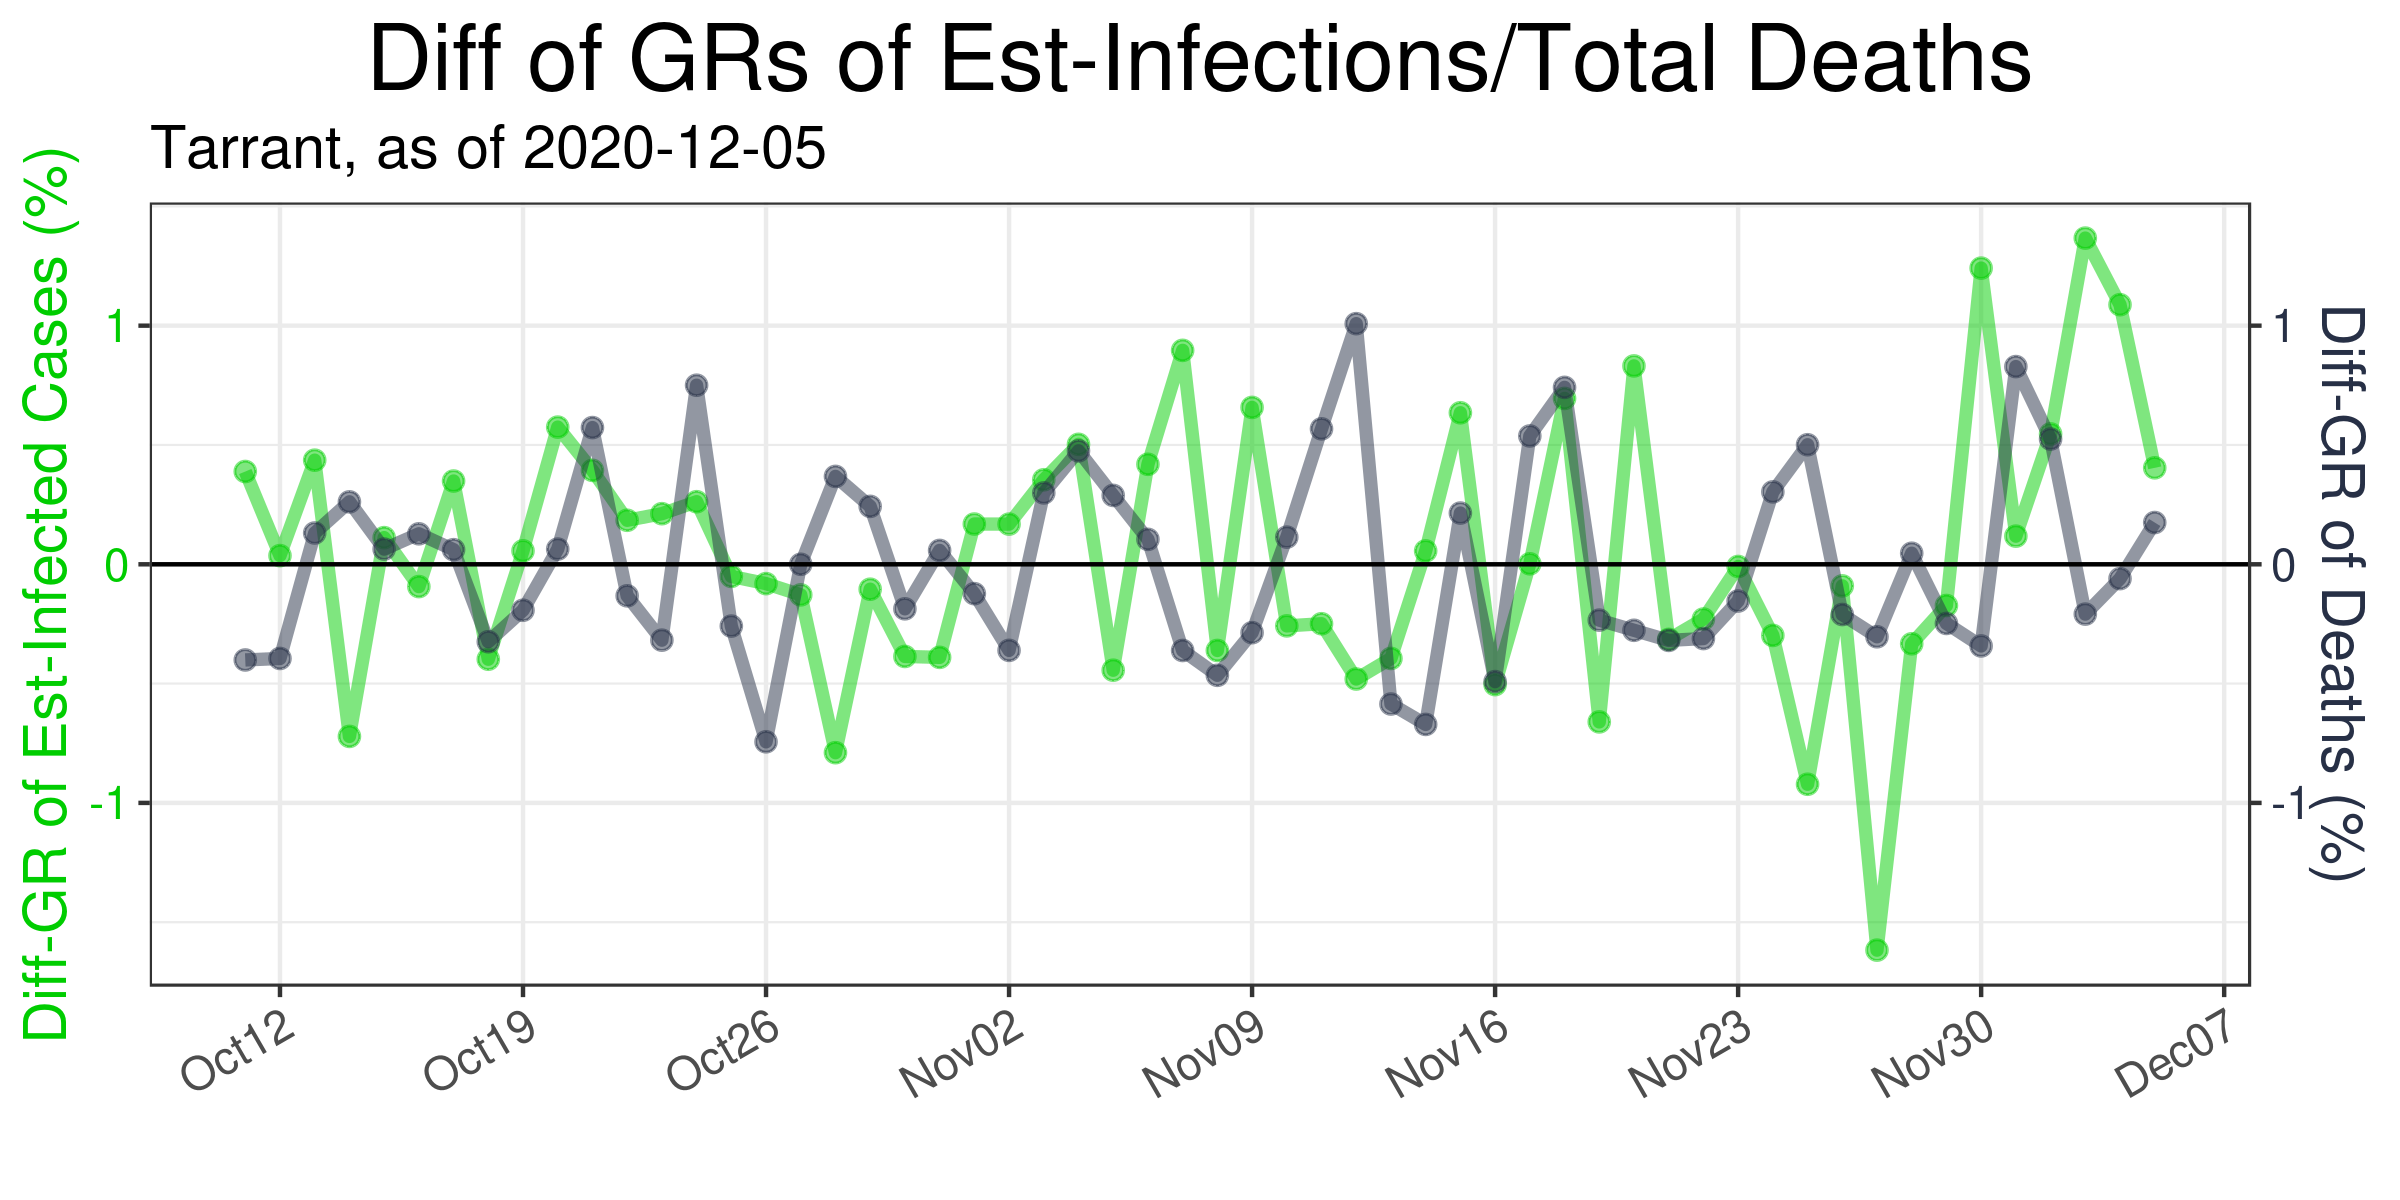 Diff of GRs of Est-Infections/Total Deaths
Tarrant, as of 2020-12-05
Diff-GR of Est-Infected Cases (%)
1
0
-1
1
0
-1
Diff-GR of Deaths (%)
Oct12
Oct19
Oct26
Nov02
Nov09
Nov16
Nov23
Nov30
Dec07